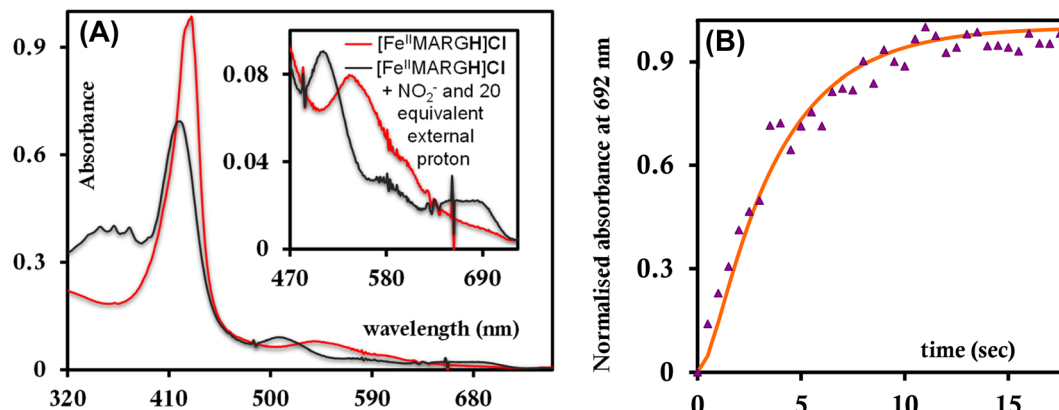 (A)
[FeᴵᴵMARGH]Cl
[FeᴵᴵMARGH]Cl
+ NO₂⁻ and 20
equivalent
external
proton
0.08
0.04
0
470
580
690
Absorbance
0.9
0.6
0.3
0
wavelength (nm)
320
410
500
590
680
(B)
Normalised absorbance at 692 nm
0.9
0.6
0.3
0
time (sec)
0
5
10
15